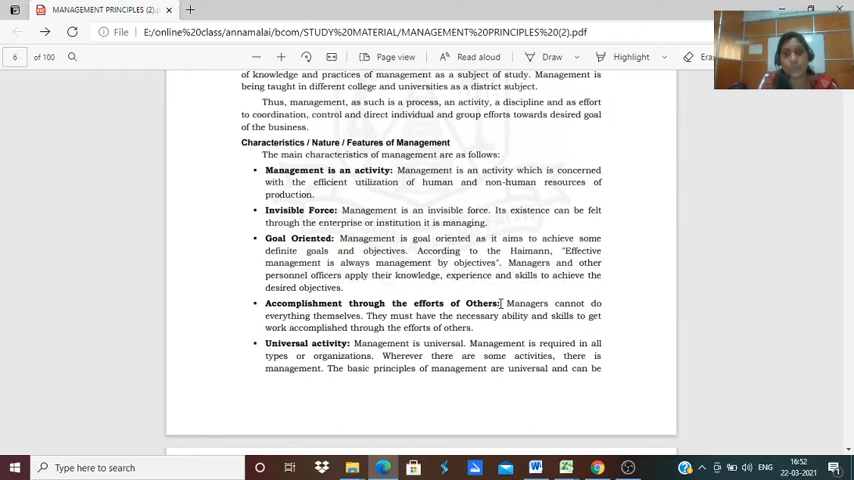 MANAGEMENT PRINCIPLES (2).pdf
File
E:/online%20class/annamalai/bcom/STUDY%20MATERIAL/MANAGEMENT%20PRINCIPLES%20(2).pdf
6 of 100
Page view
Read aloud
Draw
Highlight
Eras
of knowledge and practices of management as a subject of study. Management is
being taught in different college and universities as a district subject.
Thus, management, as such is a process, an activity, a discipline and as effort
to coordination, control and direct individual and group efforts towards desired goal
of the business.
Characteristics / Nature / Features of Management
The main characteristics of management are as follows:
• Management is an activity: Management is an activity which is concerned
with the efficient utilization of human and non-human resources of
production.
• Invisible Force: Management is an invisible force. Its existence can be felt
through the enterprise or institution it is managing.
• Goal Oriented: Management is goal oriented as it aims to achieve some
definite goals and objectives. According to the Haimann, "Effective
management is always management by objectives". Managers and other
personnel officers apply their knowledge, experience and skills to achieve the
desired objectives.
• Accomplishment through the efforts of Others: Managers cannot do
everything themselves. They must have the necessary ability and skills to get
work accomplished through the efforts of others.
• Universal activity: Management is universal. Management is required in all
types or organizations. Wherever there are some activities, there is
management. The basic principles of management are universal and can be
Type here to search
ENG
16:52
22-03-2021